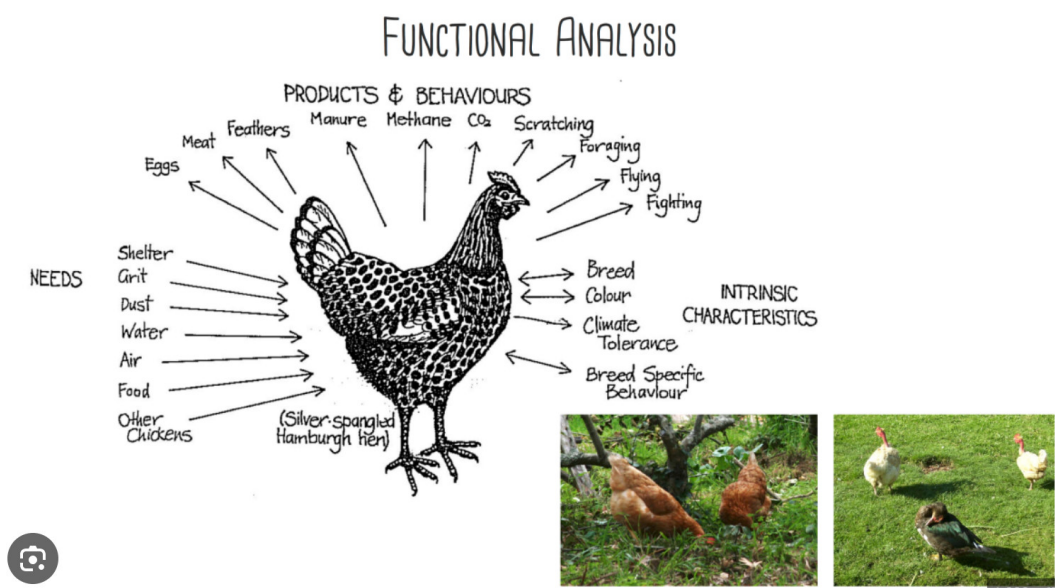 FUNCTIONAL ANALYSIS
PRODUCTS & BEHAVIOURS
Eggs
Meat
Feathers
Manure
Methane
CO₂
Scratching
Foraging
Flying
Fighting
NEEDS
Shelter
Grit
Dust
Water
Air
Food
Other
Chickens
(Silver-spangled
Hamburgh hen)
Breed
Colour
Climate
Tolerance
Breed Specific
Behaviour
INTRINSIC
CHARACTERISTICS